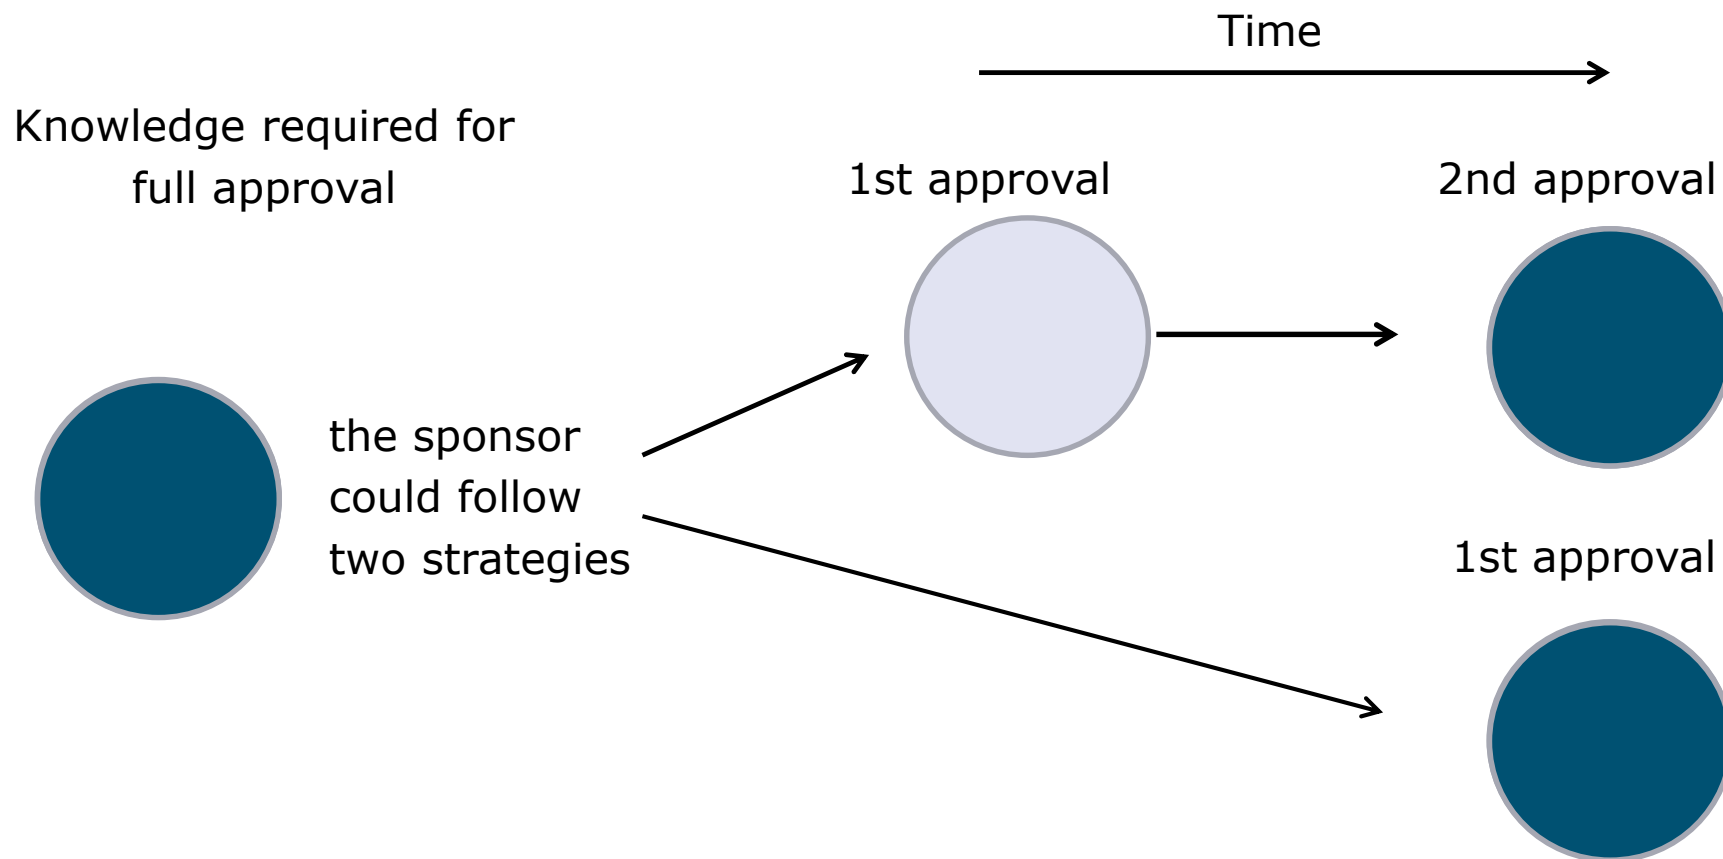 Time
Knowledge required for
full approval
1st approval
2nd approval
the sponsor
could follow
two strategies
1st approval